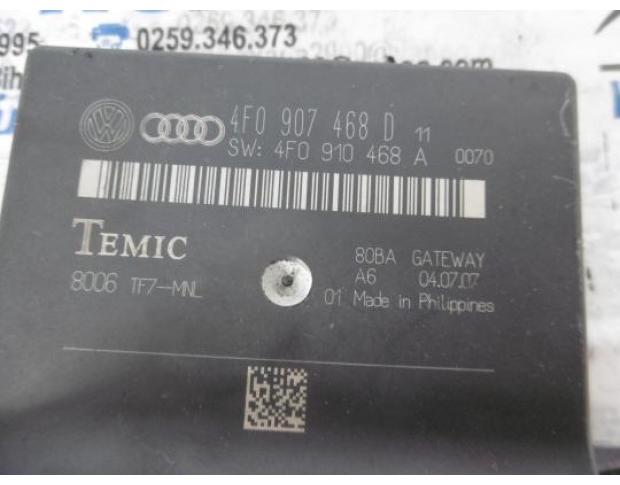 995-
0259.346.373
4F0 907 468 D 11
SW: 4F0 910 468 A 0070
TEMIC
80BA GATEWAY
A6 04.07.07
8006 TF7-MNL
01 Made in Philippines